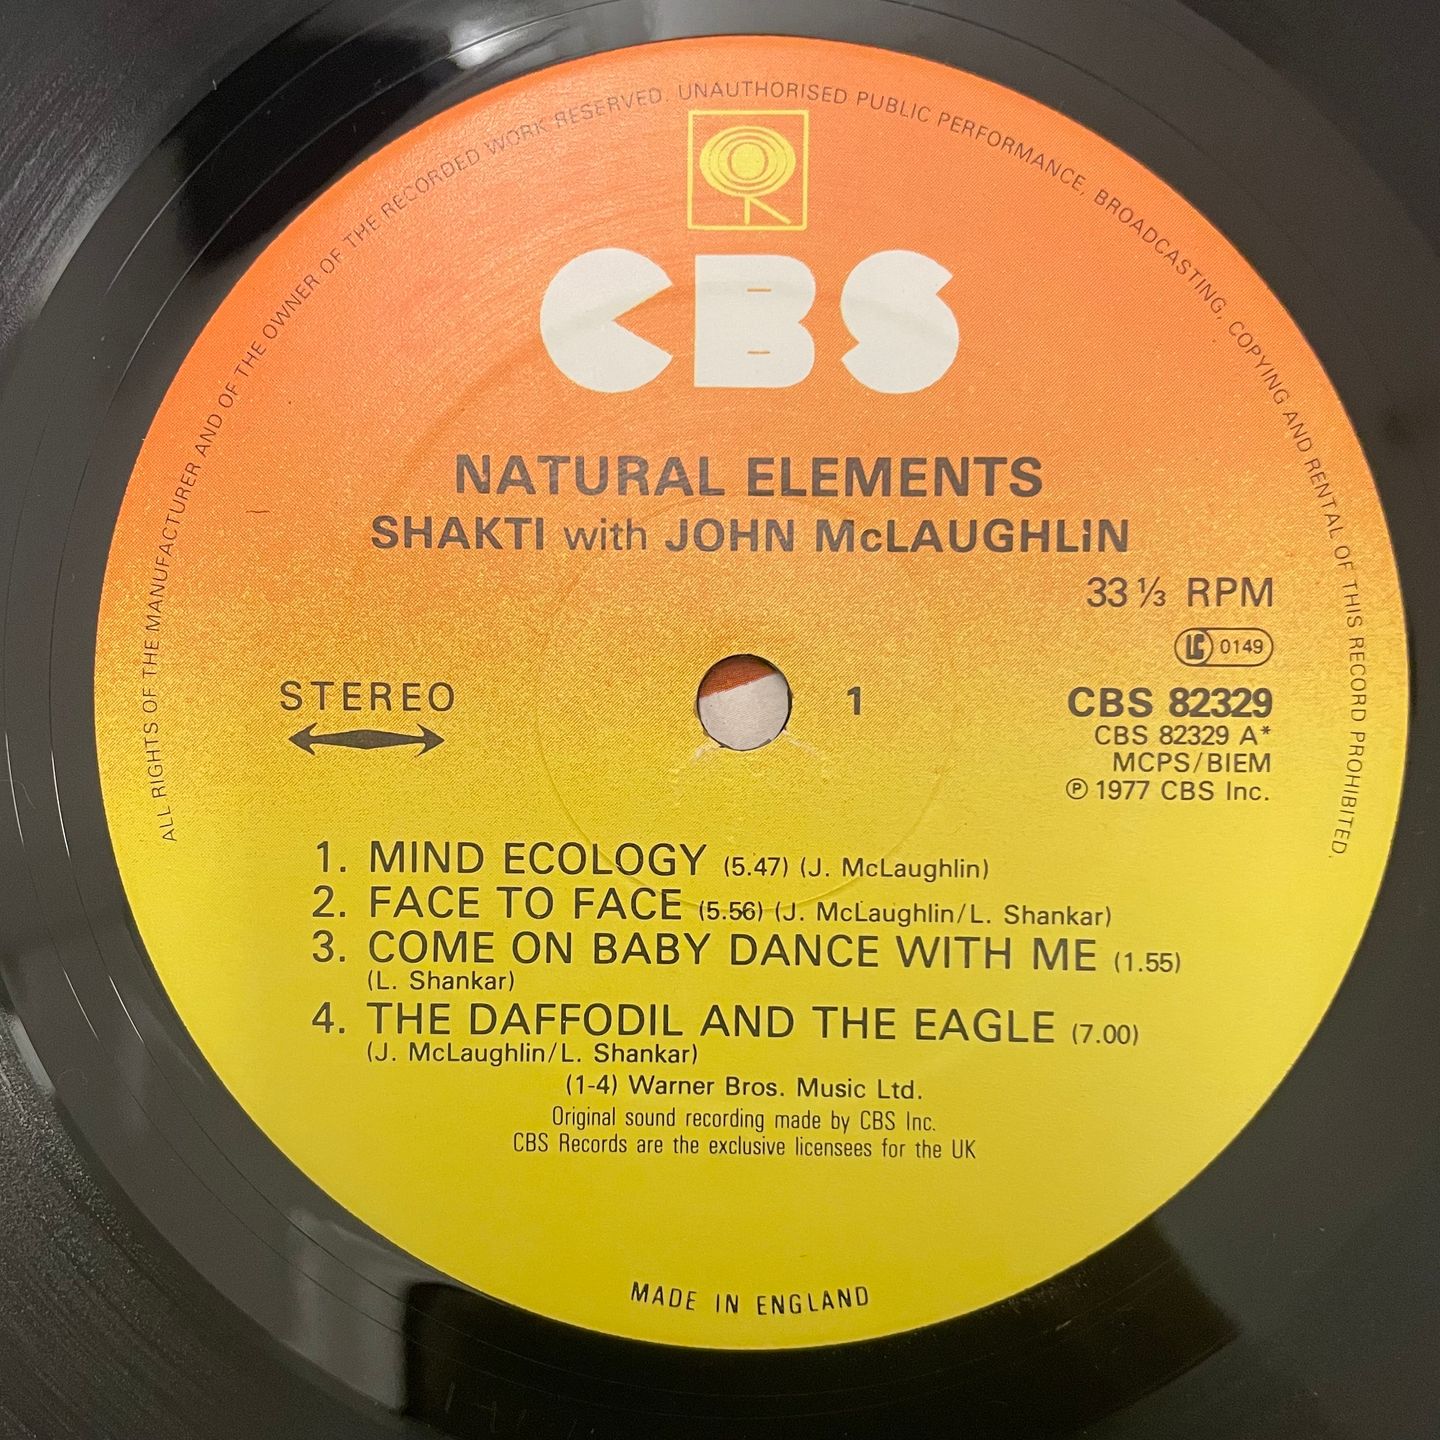 ALL RIGHTS OF THE MANUFACTURER AND OF THE OWNER OF THE RECORDED WORK RESERVED. UNAUTHORISED PUBLIC PERFORMANCE, BROADCASTING, COPYING AND RENTAL OF THIS RECORD PROHIBITED.
CBS
NATURAL ELEMENTS
SHAKTI with JOHN McLAUGHLiN
33 ⅓ RPM
LC 0149
STEREO
1
CBS 82329
CBS 82329 A*
MCPS/BIEM
℗ 1977 CBS Inc.
1. MIND ECOLOGY (5.47) (J. McLaughlin)
2. FACE TO FACE (5.56) (J. McLaughlin/L. Shankar)
3. COME ON BABY DANCE WITH ME (1.55)
(L. Shankar)
4. THE DAFFODIL AND THE EAGLE (7.00)
(J. McLaughlin/L. Shankar)
(1-4) Warner Bros. Music Ltd.
Original sound recording made by CBS Inc.
CBS Records are the exclusive licensees for the UK
MADE IN ENGLAND